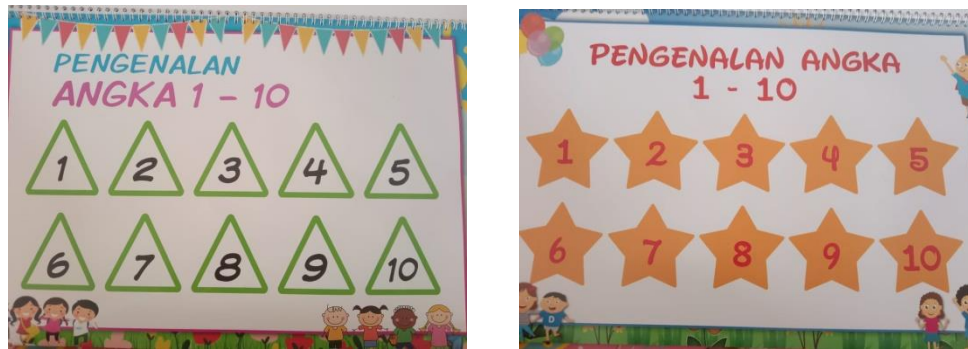 PENGENALAN
ANGKA 1 - 10
1 2 3 4 5
6 7 8 9 10
PENGENALAN ANGKA
1 - 10
1 2 3 4 5
6 7 8 9 10
D